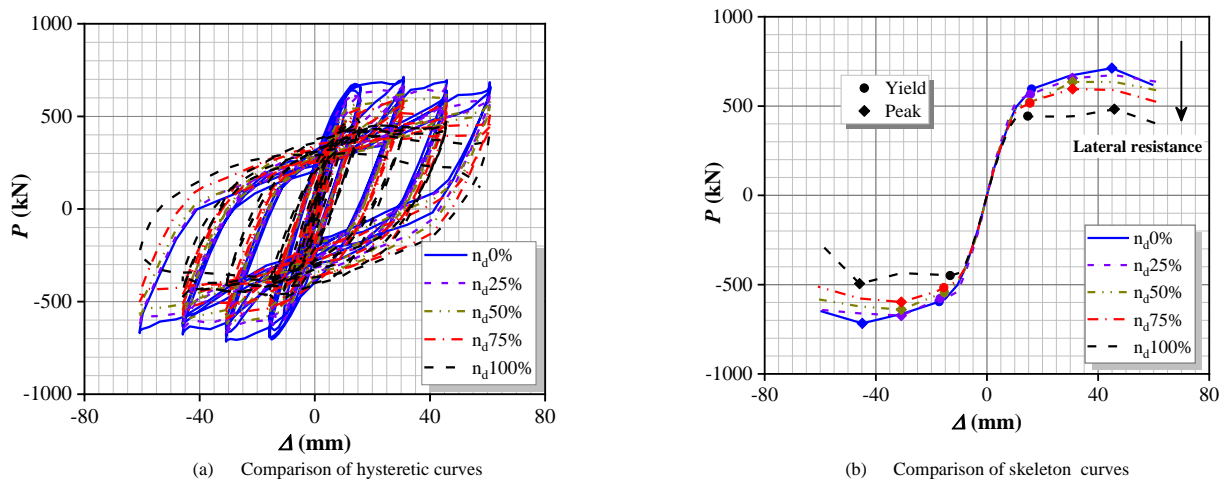 1000
500
0
-500
-1000
P (kN)
-80
-40
0
40
80
Δ (mm)
n_d0%
n_d25%
n_d50%
n_d75%
n_d100%
(a) Comparison of hysteretic curves
1000
500
0
-500
-1000
P (kN)
-80
-40
0
40
80
Δ (mm)
Yield
Peak
Lateral resistance
n_d0%
n_d25%
n_d50%
n_d75%
n_d100%
(b) Comparison of skeleton curves